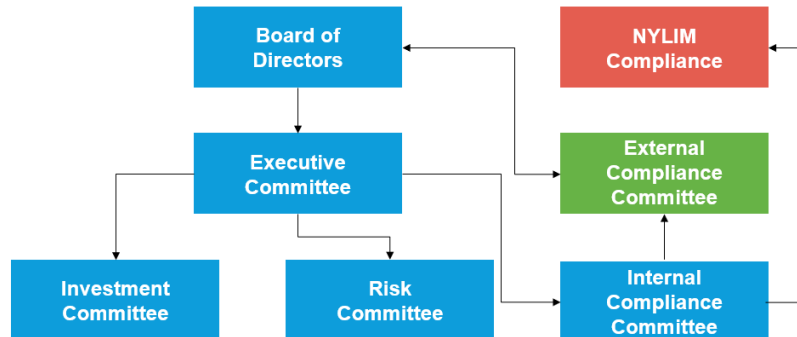 Board of
Directors
NYLIM
Compliance
Executive
Committee
External
Compliance
Committee
Investment
Committee
Risk
Committee
Internal
Compliance
Committee